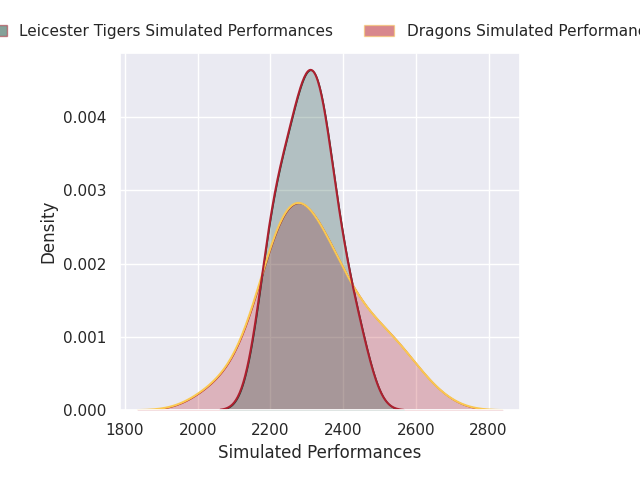 Leicester Tigers Simulated Performances
Dragons Simulated
0.004
0.003
0.002
0.001
0.000
Density
1800 2000 2200 2400 2600 2800
Simulated Performances